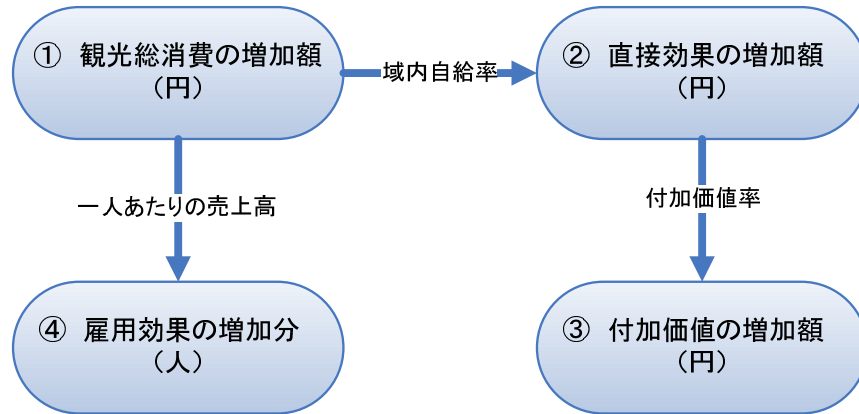 ① 観光総消費の増加額
（円）
域内自給率
② 直接効果の増加額
（円）
一人あたりの売上高
付加価値率
④ 雇用効果の増加分
（人）
③ 付加価値の増加額
（円）